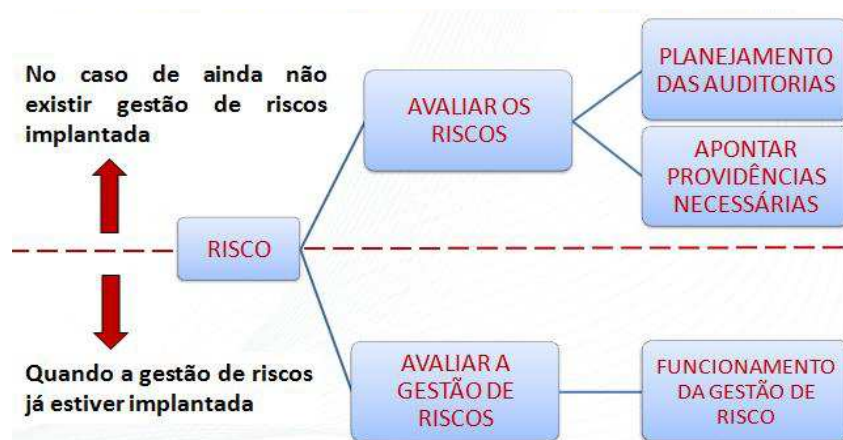 No caso de ainda não
existir gestão de riscos
implantada
AVALIAR OS
RISCOS
PLANEJAMENTO
DAS AUDITORIAS
APONTAR
PROVIDÊNCIAS
NECESSÁRIAS
RISCO
Quando a gestão de riscos
já estiver implantada
AVALIAR A
GESTÃO DE
RISCOS
FUNCIONAMENTO
DA GESTÃO DE
RISCO